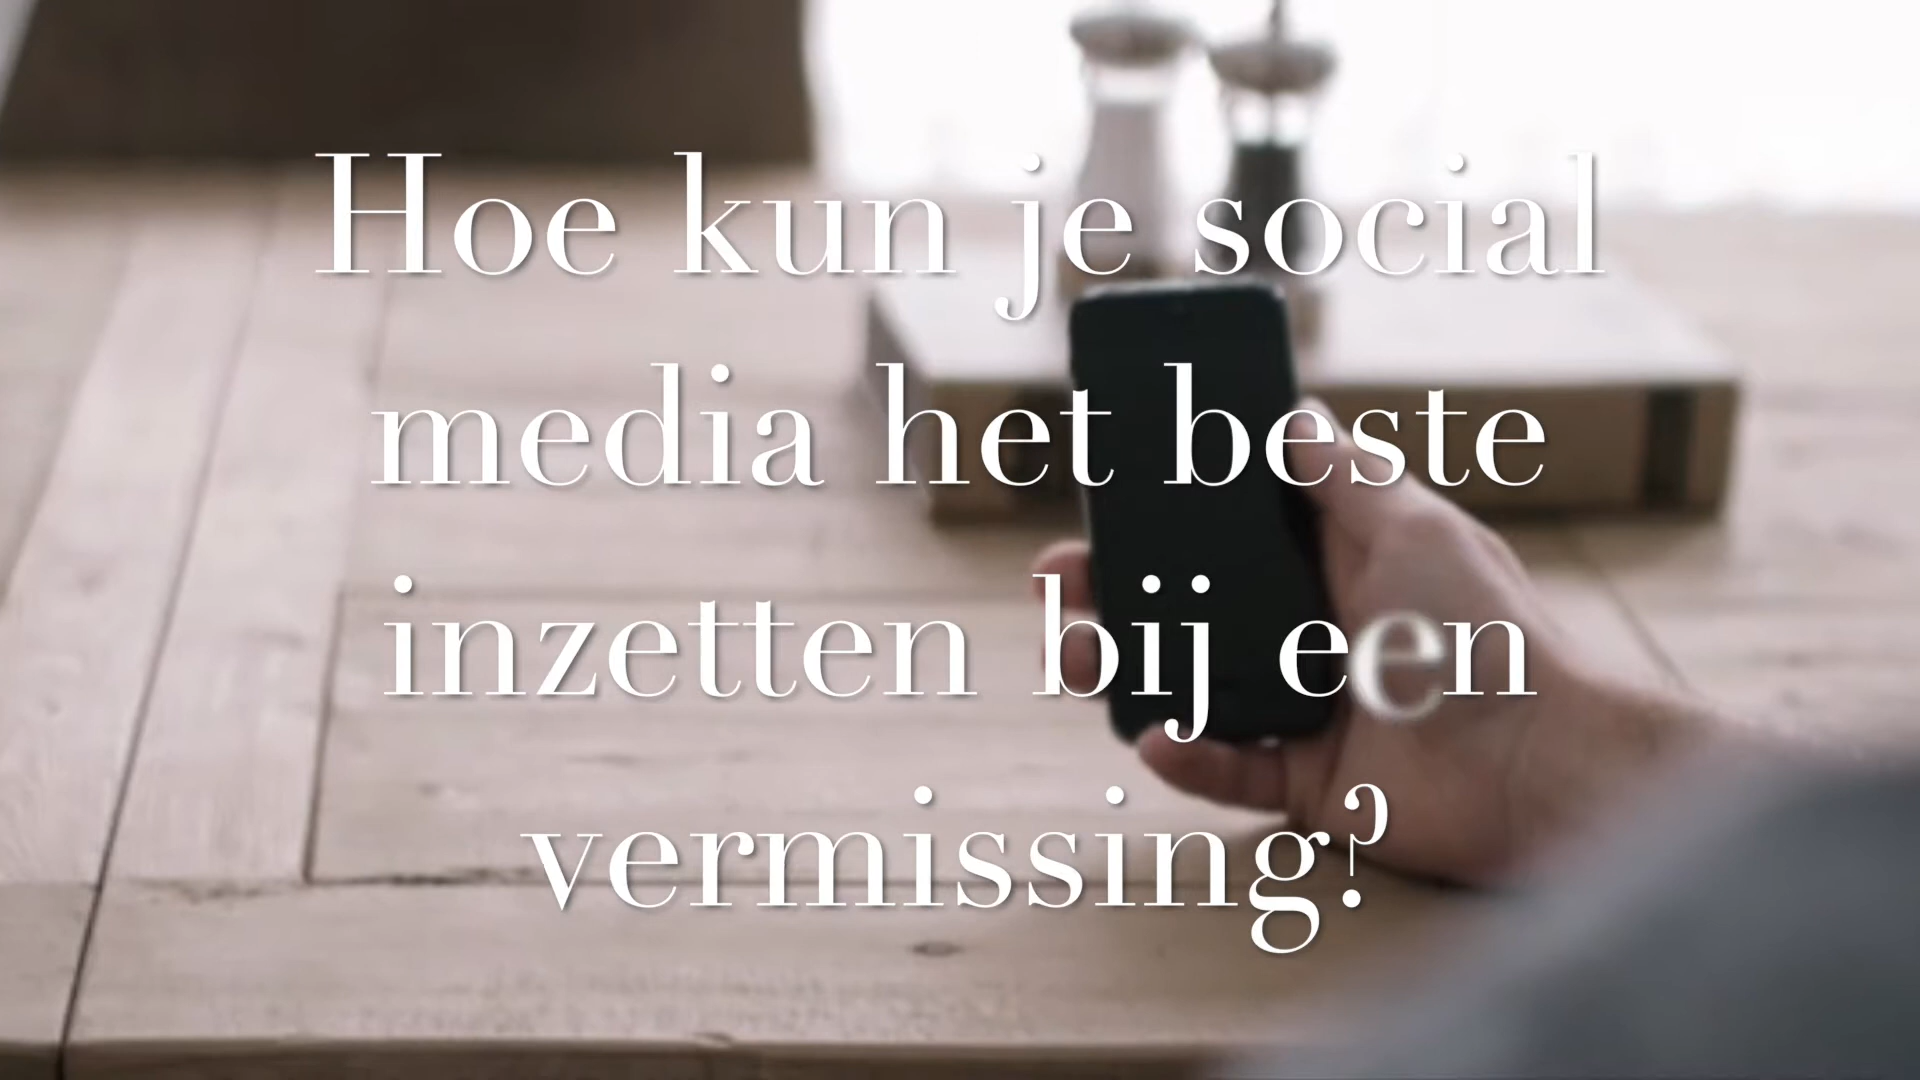 Hoe kun je social
media het beste
inzetten bij een
vermissing?